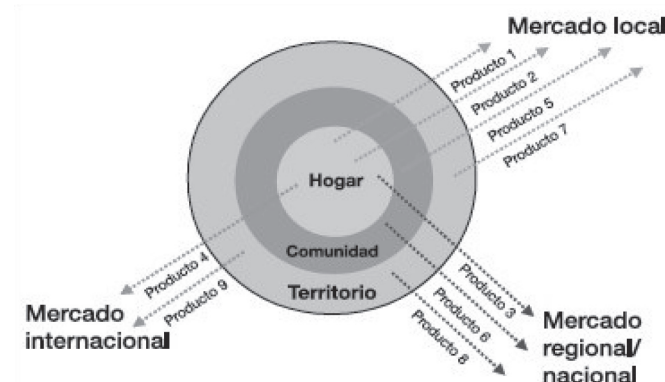 Mercado local
Producto 1
Producto 2
Producto 5
Producto 7
Hogar
Comunidad
Territorio
Producto 4
Producto 9
Mercado
internacional
Producto 3
Producto 6
Producto 8
Mercado
regional/
nacional